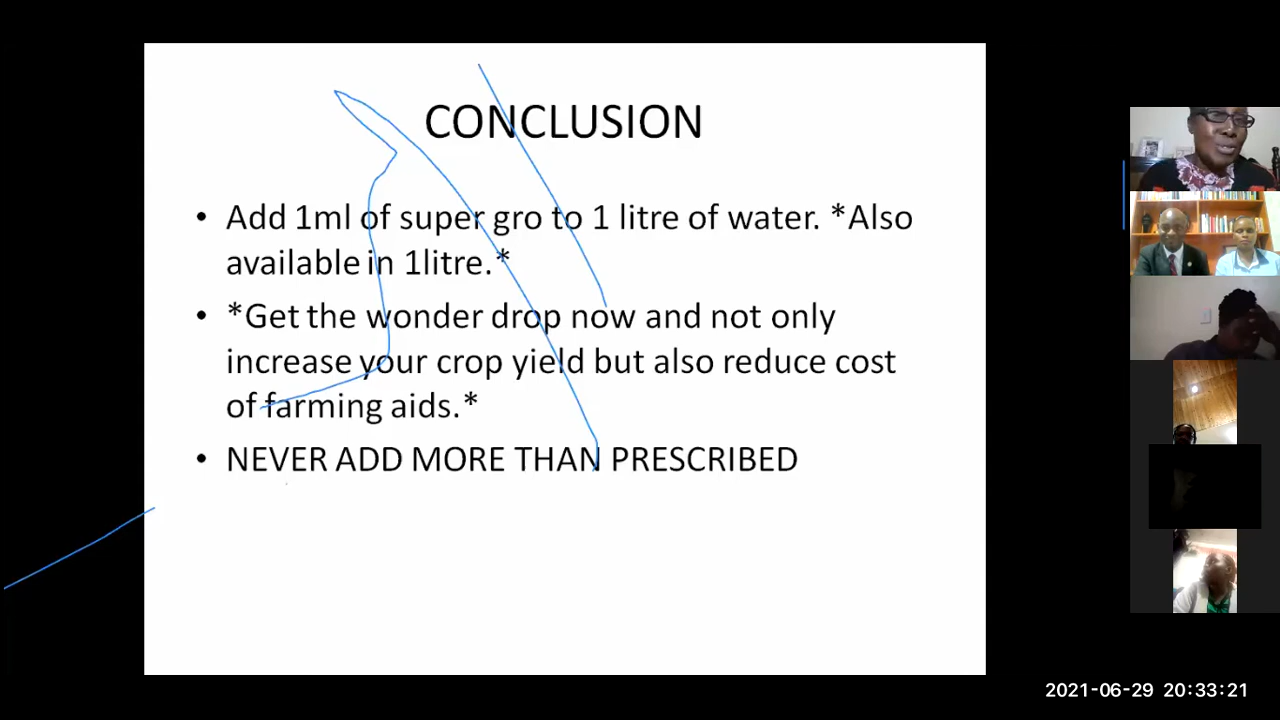 CONCLUSION
• Add 1ml of super gro to 1 litre of water. *Also
available in 1litre.*
• *Get the wonder drop now and not only
increase your crop yield but also reduce cost
of farming aids.*
• NEVER ADD MORE THAN PRESCRIBED
2021-06-29 20:33:21